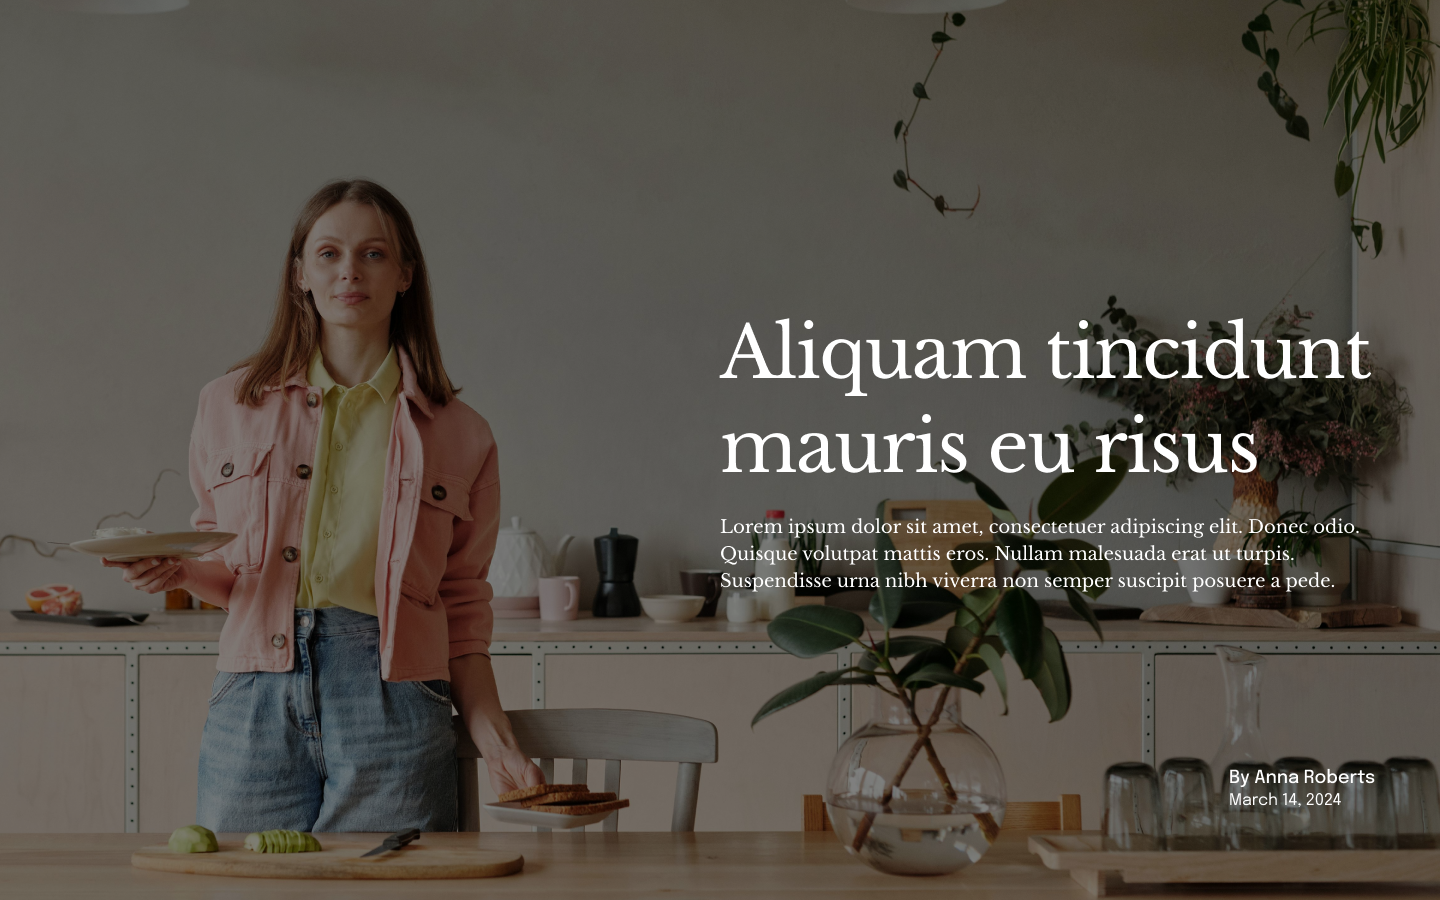 Aliquam tincidunt
mauris eu risus
Lorem ipsum dolor sit amet, consectetuer adipiscing elit. Donec odio.
Quisque volutpat mattis eros. Nullam malesuada erat ut turpis.
Suspendisse urna nibh viverra non semper suscipit posuere a pede.
By Anna Roberts
March 14, 2024